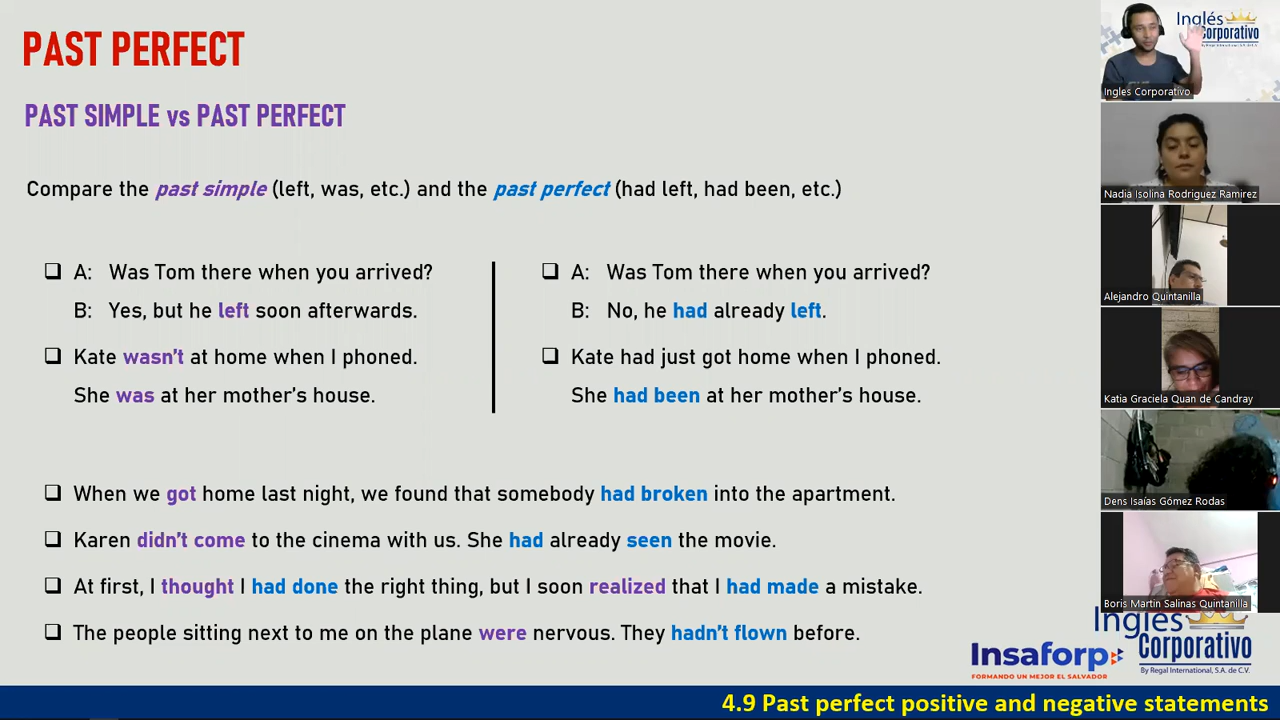 PAST PERFECT
PAST SIMPLE vs PAST PERFECT
Compare the past simple (left, was, etc.) and the past perfect (had left, had been, etc.)
A: Was Tom there when you arrived?
B: Yes, but he left soon afterwards.
Kate wasn't at home when I phoned.
She was at her mother's house.
A: Was Tom there when you arrived?
B: No, he had already left.
Kate had just got home when I phoned.
She had been at her mother's house.
When we got home last night, we found that somebody had broken into the apartment.
Karen didn't come to the cinema with us. She had already seen the movie.
At first, I thought I had done the right thing, but I soon realized that I had made a mistake.
The people sitting next to me on the plane were nervous. They hadn't flown before.
Inglés
Corporativo
By Regal International, S.A. de C.V.
Ingles Corporativo
Nadia Isolina Rodriguez Ramirez
Alejandro Quintanilla
Katia Graciela Quan de Candray
Dens Isaías Gómez Rodas
Boris Martin Salinas Quintanilla
Insaforp
FORMANDO UN MEJOR EL SALVADOR
Inglés
Corporativo
By Regal International, S.A. de C.V.
4.9 Past perfect positive and negative statements